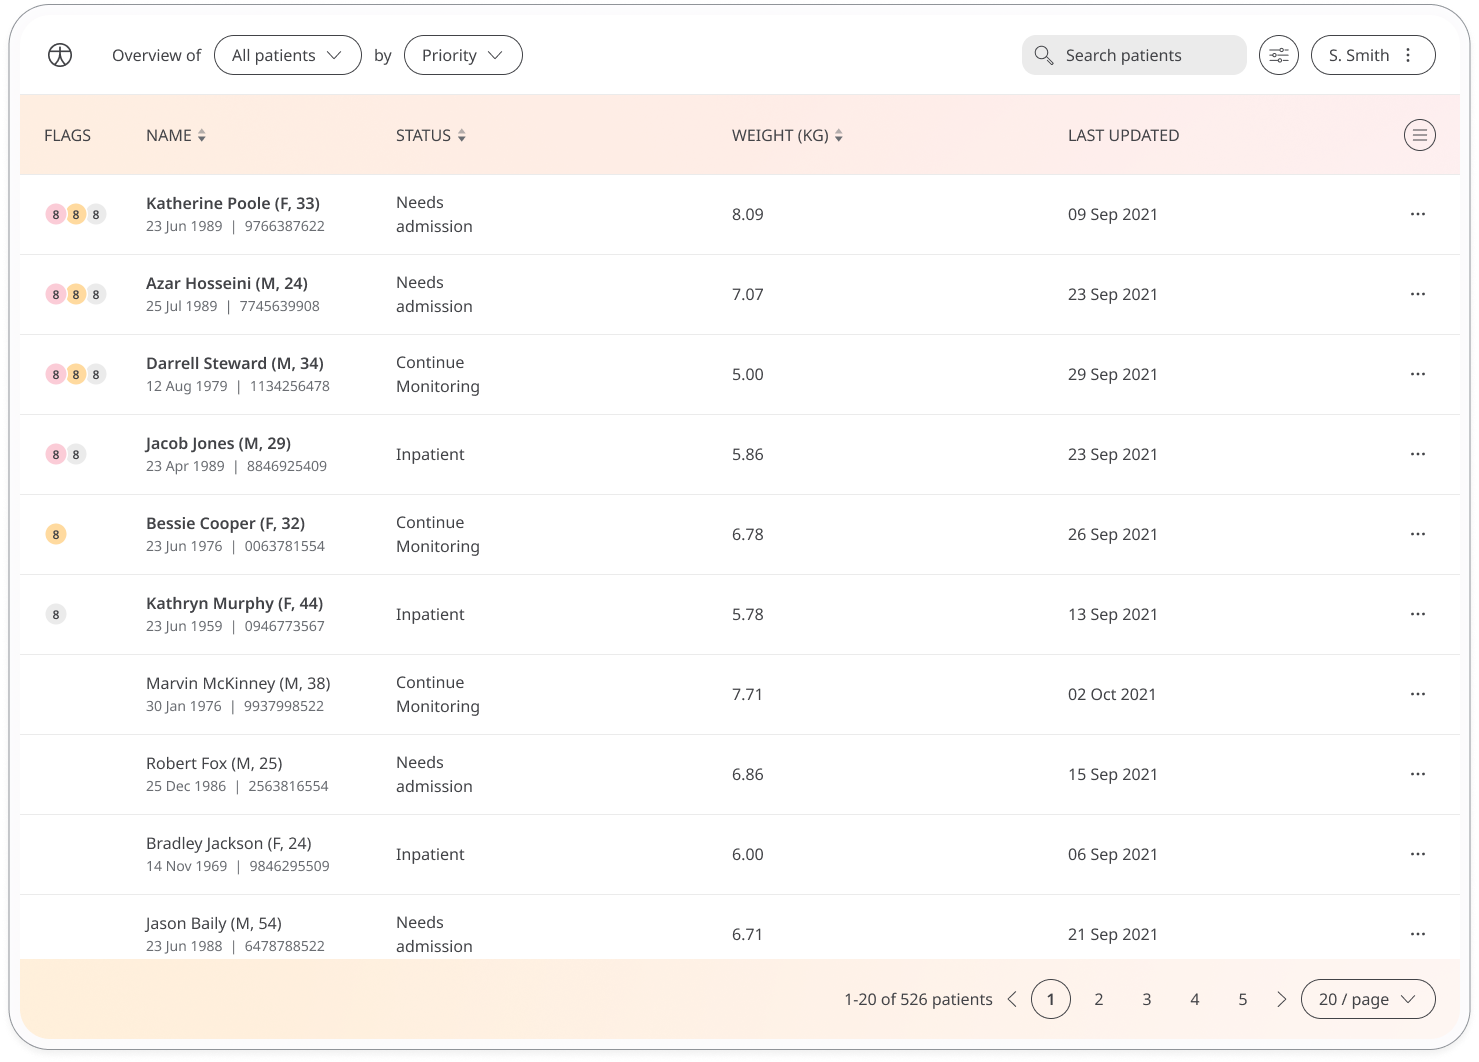 Overview of All patients by Priority Search patients S. Smith
FLAGS NAME STATUS WEIGHT (KG) LAST UPDATED
8 8 8 Katherine Poole (F, 33) Needs admission 8.09 09 Sep 2021
23 Jun 1989 | 9766387622
8 8 8 Azar Hosseini (M, 24) Needs admission 7.07 23 Sep 2021
25 Jul 1989 | 7745639908
8 8 8 Darrell Steward (M, 34) Continue Monitoring 5.00 29 Sep 2021
12 Aug 1979 | 1134256478
8 8 Jacob Jones (M, 29) Inpatient 5.86 23 Sep 2021
23 Apr 1989 | 8846925409
8 Bessie Cooper (F, 32) Continue Monitoring 6.78 26 Sep 2021
23 Jun 1976 | 0063781554
8 Kathryn Murphy (F, 44) Inpatient 5.78 13 Sep 2021
23 Jun 1959 | 0946773567
Marvin McKinney (M, 38) Continue Monitoring 7.71 02 Oct 2021
30 Jan 1976 | 9937998522
Robert Fox (M, 25) Needs admission 6.86 15 Sep 2021
25 Dec 1986 | 2563816554
Bradley Jackson (F, 24) Inpatient 6.00 06 Sep 2021
14 Nov 1969 | 9846295509
Jason Baily (M, 54) Needs admission 6.71 21 Sep 2021
23 Jun 1988 | 6478788522
1-20 of 526 patients 1 2 3 4 5 20 / page